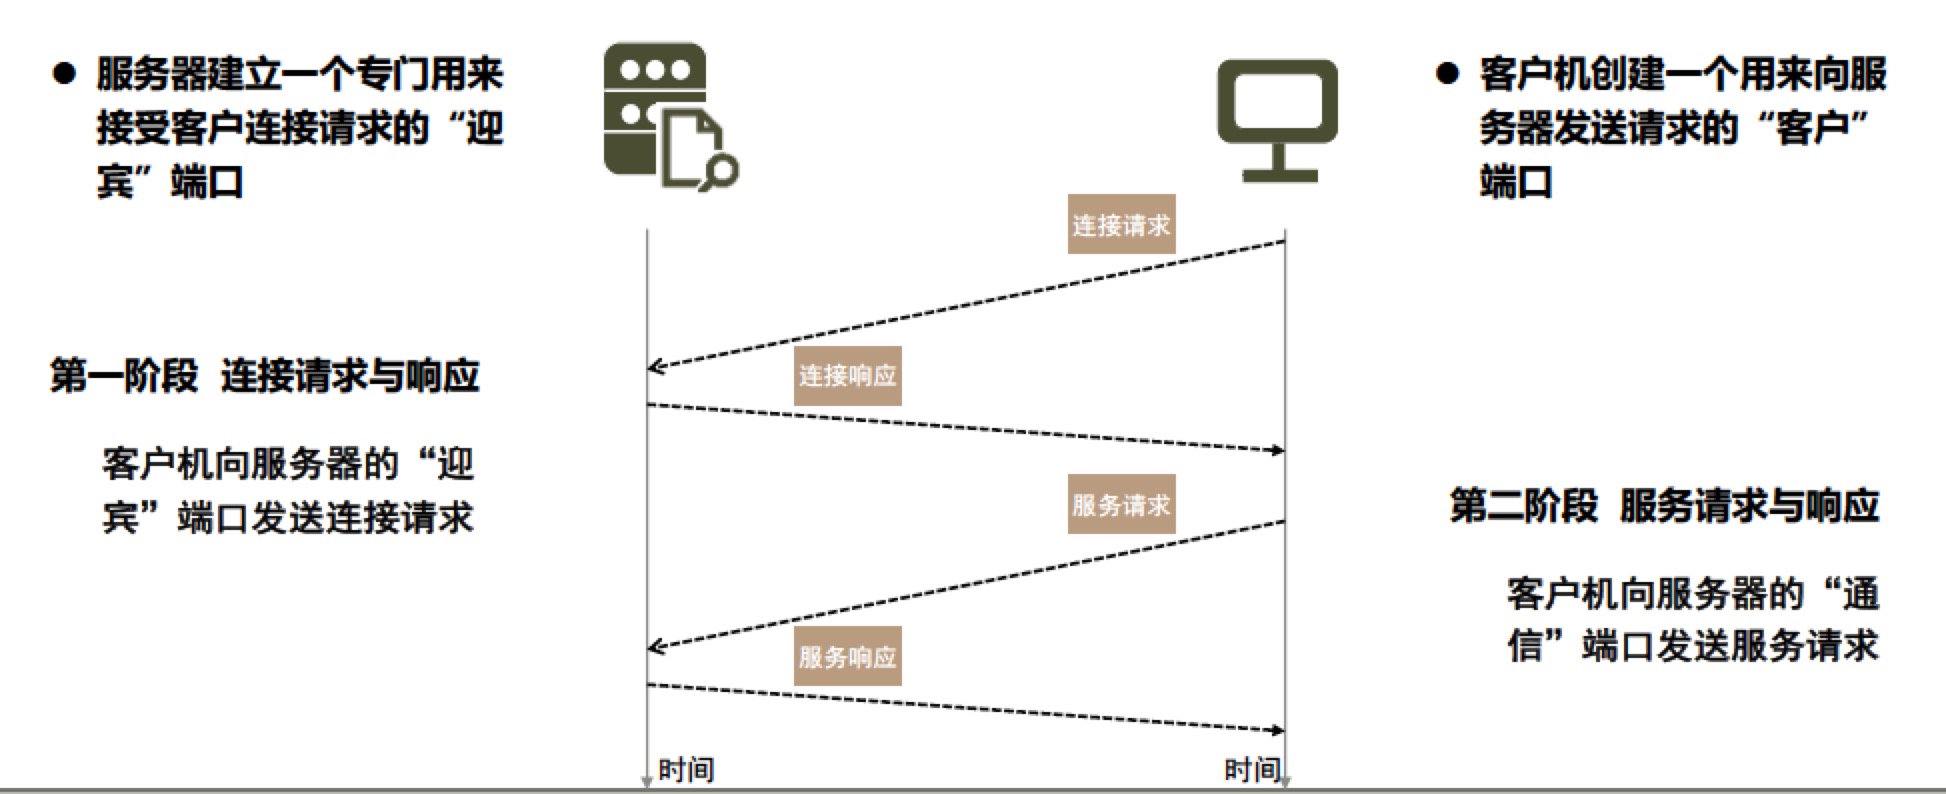 ● 服务器建立一个专门用来
接受客户连接请求的“迎
宾”端口
● 客户机创建一个用来向服
务器发送请求的“客户”
端口
连接请求
第一阶段 连接请求与响应
连接响应
客户机向服务器的“迎
宾”端口发送连接请求
服务请求
第二阶段 服务请求与响应
客户机向服务器的“通
信”端口发送服务请求
服务响应
时间
时间